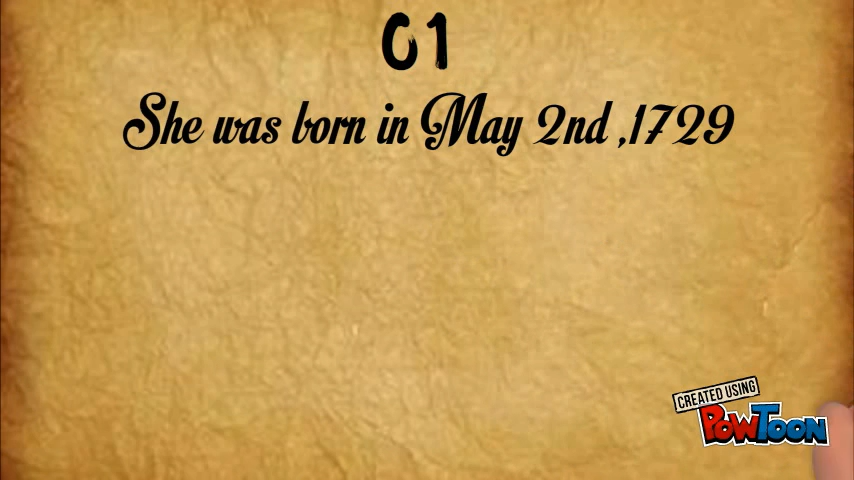 01
She was born in May 2nd ,1729
CREATED USING
POWTOON